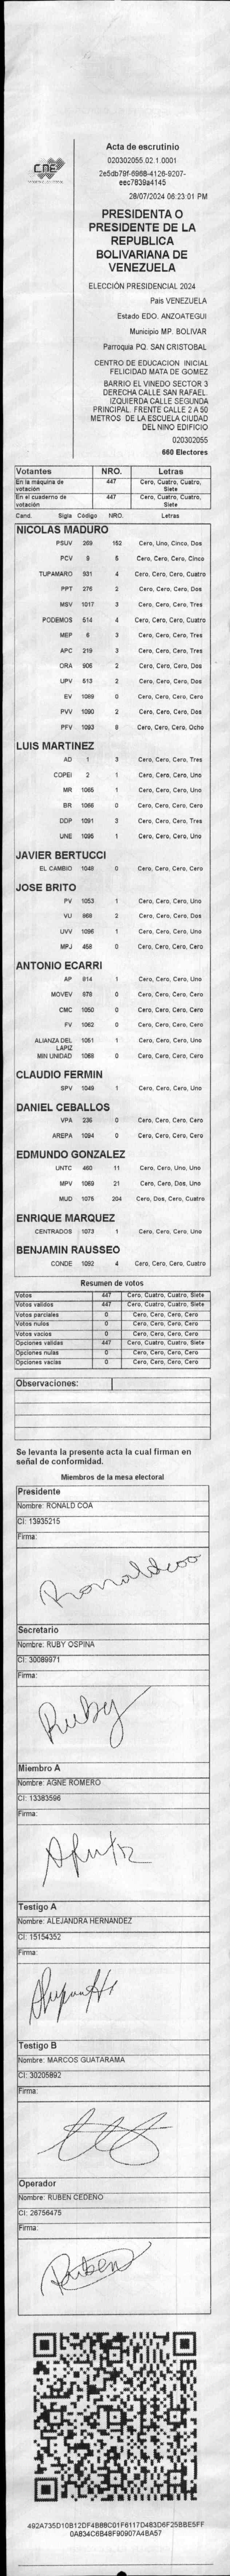 CNE
Acta de escrutinio
020302055.02.1.0001
2e5db79f-6968-4126-9207-
eec7839a4145
28/07/2024 06:23:01 PM
PRESIDENTA O
PRESIDENTE DE LA
REPUBLICA
BOLIVARIANA DE
VENEZUELA
ELECCIÓN PRESIDENCIAL 2024
País VENEZUELA
Estado EDO. ANZOATEGUI
Municipio MP. BOLIVAR
Parroquia PQ. SAN CRISTOBAL
CENTRO DE EDUCACION INICIAL
FELICIDAD MATA DE GOMEZ
BARRIO EL VINEDO SECTOR 3
DERECHA CALLE SAN RAFAEL.
IZQUIERDA CALLE SEGUNDA
PRINCIPAL. FRENTE CALLE 2 A 50
METROS DE LA ESCUELA CIUDAD
DEL NINO EDIFICIO
020302055
660 Electores
Votantes NRO. Letras
En la máquina de votación 447 Cero, Cuatro, Cuatro, Siete
En el cuaderno de votación 447 Cero, Cuatro, Cuatro, Siete
Cand. Sigla Código NRO. Letras
NICOLAS MADURO
PSUV 269 152 Cero, Uno, Cinco, Dos
PCV 9 5 Cero, Cero, Cero, Cinco
TUPAMARO 931 4 Cero, Cero, Cero, Cuatro
PPT 276 2 Cero, Cero, Cero, Dos
MSV 1017 3 Cero, Cero, Cero, Tres
PODEMOS 514 4 Cero, Cero, Cero, Cuatro
MEP 6 3 Cero, Cero, Cero, Tres
APC 219 3 Cero, Cero, Cero, Tres
ORA 906 2 Cero, Cero, Cero, Dos
UPV 513 2 Cero, Cero, Cero, Dos
EV 1089 0 Cero, Cero, Cero, Cero
PVV 1090 2 Cero, Cero, Cero, Dos
PFV 1093 8 Cero, Cero, Cero, Ocho
LUIS MARTINEZ
AD 1 3 Cero, Cero, Cero, Tres
COPEI 2 1 Cero, Cero, Cero, Uno
MR 1065 1 Cero, Cero, Cero, Uno
BR 1066 0 Cero, Cero, Cero, Cero
DDP 1091 3 Cero, Cero, Cero, Tres
UNE 1095 1 Cero, Cero, Cero, Uno
JAVIER BERTUCCI
EL CAMBIO 1048 0 Cero, Cero, Cero, Cero
JOSE BRITO
PV 1053 1 Cero, Cero, Cero, Uno
VU 868 2 Cero, Cero, Cero, Dos
UVV 1096 1 Cero, Cero, Cero, Uno
MPJ 458 0 Cero, Cero, Cero, Cero
ANTONIO ECARRI
AP 914 1 Cero, Cero, Cero, Uno
MOVEV 878 0 Cero, Cero, Cero, Cero
CMC 1050 0 Cero, Cero, Cero, Cero
FV 1062 0 Cero, Cero, Cero, Cero
ALIANZA DEL LAPIZ 1051 1 Cero, Cero, Cero, Uno
MIN UNIDAD 1069 0 Cero, Cero, Cero, Cero
CLAUDIO FERMIN
SPV 1049 1 Cero, Cero, Cero, Uno
DANIEL CEBALLOS
VPA 236 0 Cero, Cero, Cero, Cero
AREPA 1094 0 Cero, Cero, Cero, Cero
EDMUNDO GONZALEZ
UNTC 460 11 Cero, Cero, Uno, Uno
MPV 1069 21 Cero, Cero, Dos, Uno
MUD 1075 204 Cero, Dos, Cero, Cuatro
ENRIQUE MARQUEZ
CENTRADOS 1073 1 Cero, Cero, Cero, Uno
BENJAMIN RAUSSEO
CONDE 1092 4 Cero, Cero, Cero, Cuatro
Resumen de votos
Votos 447 Cero, Cuatro, Cuatro, Siete
Votos validos 447 Cero, Cuatro, Cuatro, Siete
Votos parciales 0 Cero, Cero, Cero, Cero
Votos nulos 0 Cero, Cero, Cero, Cero
Votos vacios 0 Cero, Cero, Cero, Cero
Opciones validas 447 Cero, Cuatro, Cuatro, Siete
Opciones nulas 0 Cero, Cero, Cero, Cero
Opciones vacias 0 Cero, Cero, Cero, Cero
Observaciones:
Se levanta la presente acta la cual firman en
señal de conformidad.
Miembros de la mesa electoral
Presidente
Nombre: RONALD COA
CI: 13935215
Firma:
Ronald coa
Secretario
Nombre: RUBY OSPINA
CI: 30089971
Firma:
Ruby
Miembro A
Nombre: AGNE ROMERO
CI: 13383596
Firma:
Testigo A
Nombre: ALEJANDRA HERNANDEZ
CI: 15154352
Firma:
Testigo B
Nombre: MARCOS GUATARAMA
CI: 30205892
Firma:
Operador
Nombre: RUBEN CEDEÑO
CI: 26756475
Firma:
Ruben
492A735D10B12DF4B88C01F6117D483D6F25BBE5FF
0A834C6B48F90907A4BA57